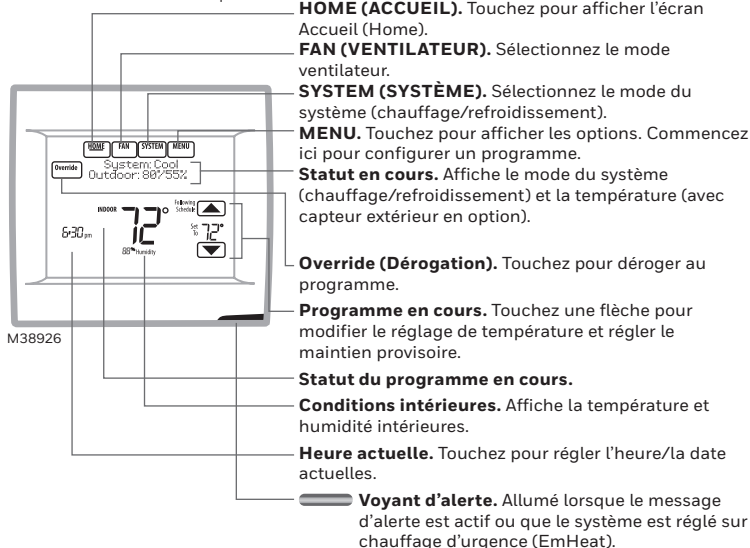 HOME (ACCUEIL). Touchez pour afficher l'écran
Accueil (Home).
FAN (VENTILATEUR). Sélectionnez le mode
ventilateur.
SYSTEM (SYSTÈME). Sélectionnez le mode du
système (chauffage/refroidissement).
MENU. Touchez pour afficher les options. Commencez
ici pour configurer un programme.
Statut en cours. Affiche le mode du système
(chauffage/refroidissement) et la température (avec
capteur extérieur en option).
Override (Dérogation). Touchez pour déroger au
programme.
Programme en cours. Touchez une flèche pour
modifier le réglage de température et régler le
maintien provisoire.
Statut du programme en cours.
Conditions intérieures. Affiche la température et
humidité intérieures.
Heure actuelle. Touchez pour régler l'heure/la date
actuelles.
Voyant d'alerte. Allumé lorsque le message
d'alerte est actif ou que le système est réglé sur
chauffage d'urgence (EmHeat).
HOME FAN SYSTEM MENU
Override
System: Cool
Outdoor: 80°/55%
INDOOR 72°
Following
Schedule
Set
To 72°
6:30 pm
Humidity
M38926